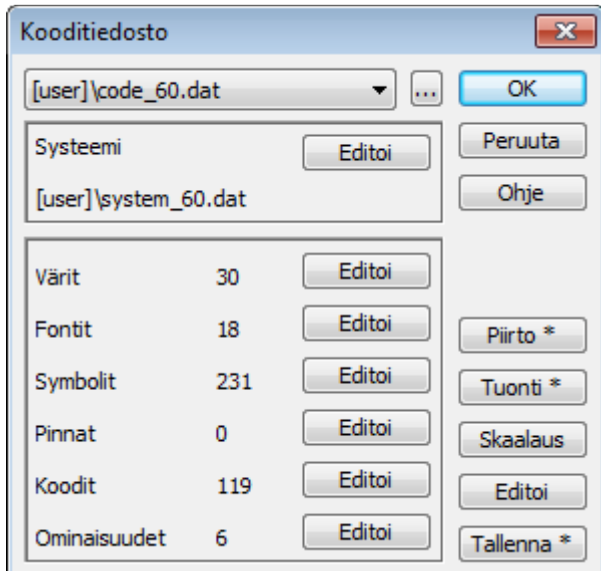 Kooditiedosto
[user]\code_60.dat ... OK
Systeemi Editoi Peruuta
[user]\system_60.dat Ohje
Värit 30 Editoi
Fontit 18 Editoi Piirto *
Symbolit 231 Editoi Tuonti *
Pinnat 0 Editoi Skaalaus
Koodit 119 Editoi Editoi
Ominaisuudet 6 Editoi Tallenna *